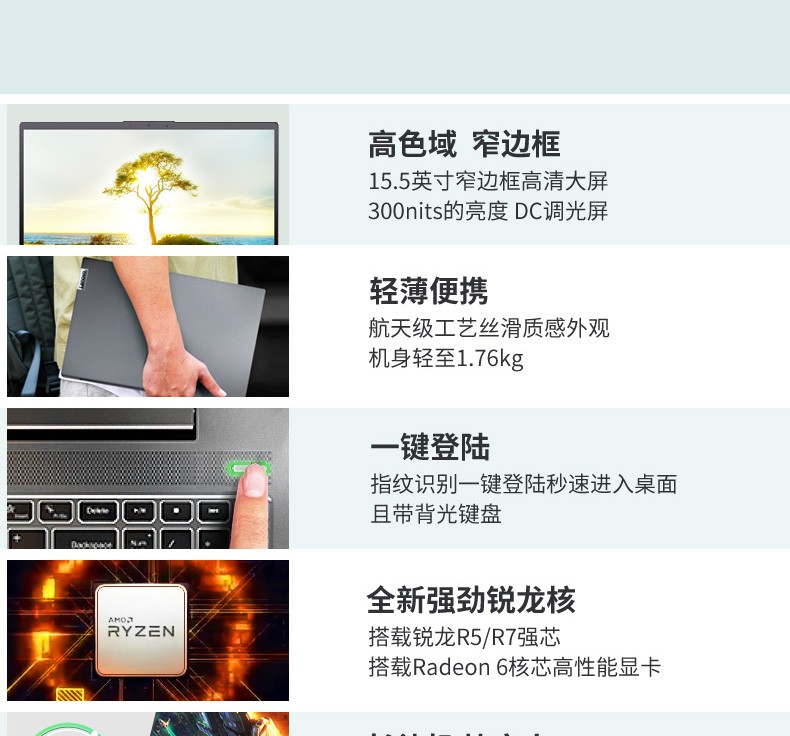 高色域 窄边框
15.5英寸窄边框高清大屏
300nits的亮度 DC调光屏
轻薄便携
航天级工艺丝滑质感外观
机身轻至1.76kg
一键登陆
指纹识别一键登陆秒速进入桌面
且带背光键盘
Delete
Backspace
Num
AMD
RYZEN
全新强劲锐龙核
搭载锐龙R5/R7强芯
搭载Radeon 6核芯高性能显卡